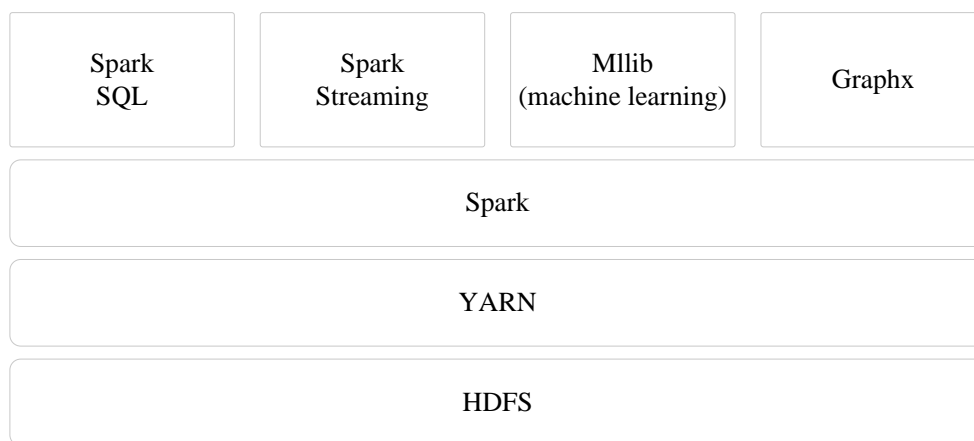 Spark
SQL
Spark
Streaming
Mllib
(machine learning)
Graphx
Spark
YARN
HDFS